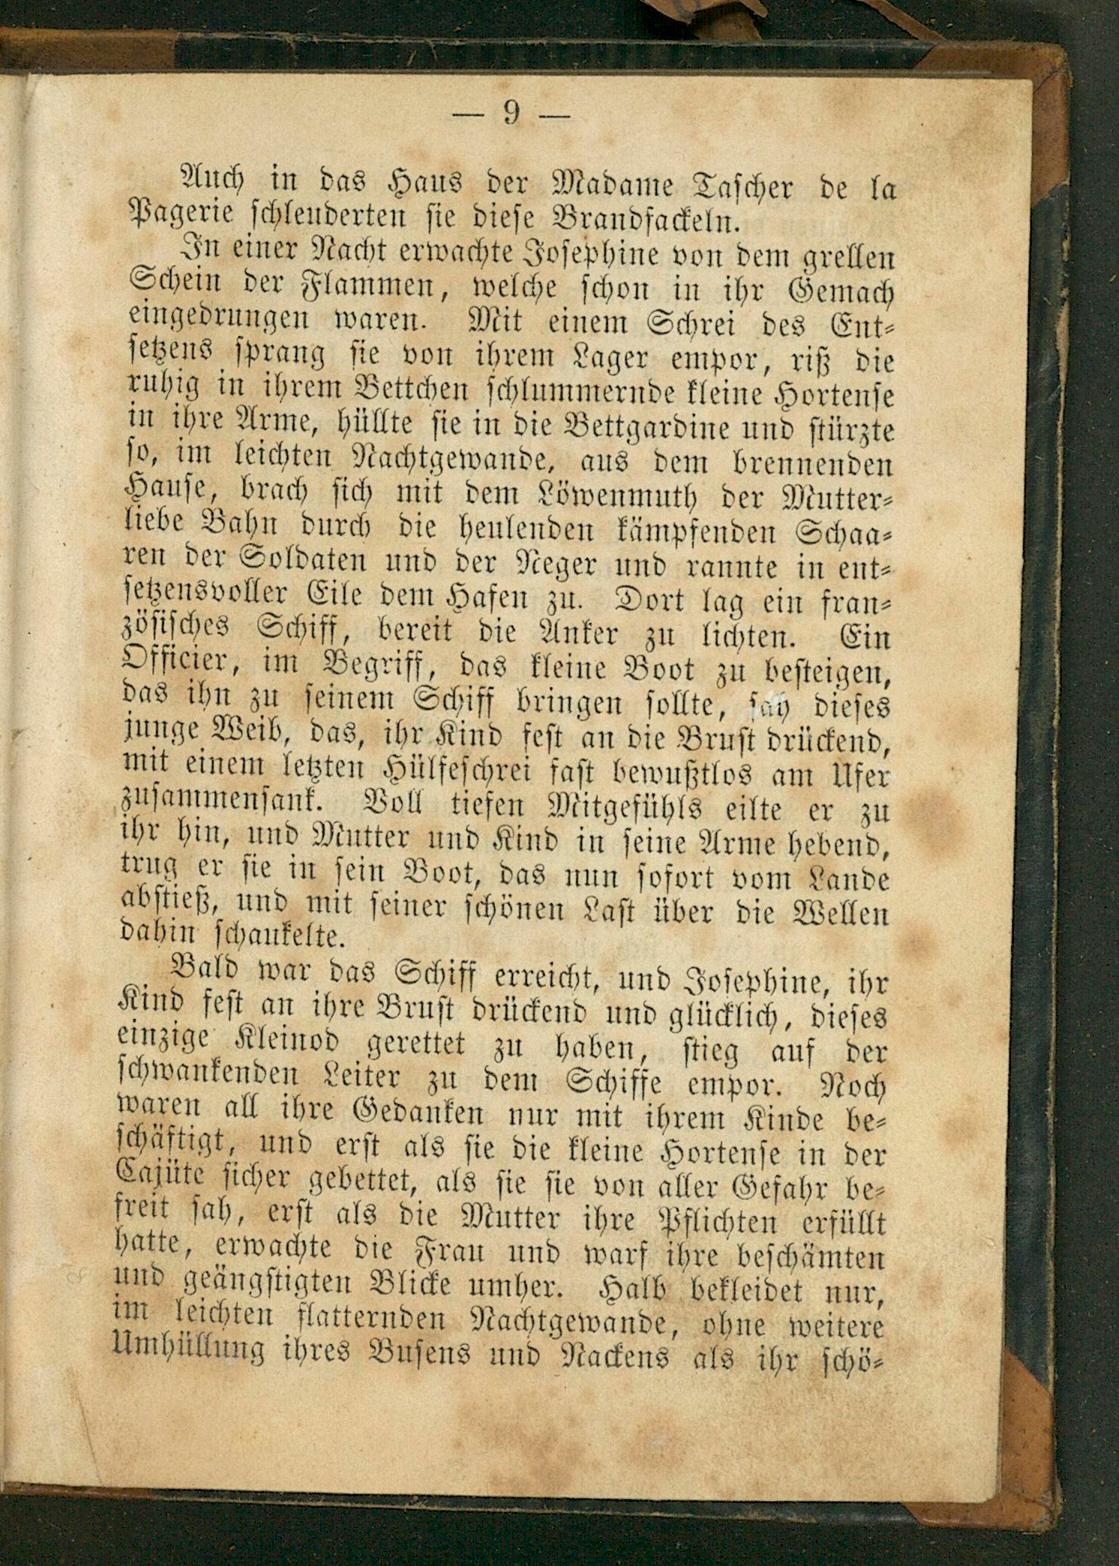 — 9 —
Auch in das Haus der Madame Tascher de la
Pagerie schleuderten sie diese Brandfackeln.
In einer Nacht erwachte Josephine von dem grellen
Schein der Flammen, welche schon in ihr Gemach
eingedrungen waren. Mit einem Schrei des Ent-
setzens sprang sie von ihrem Lager empor, riß die
ruhig in ihrem Bettchen schlummernde kleine Hortense
in ihre Arme, hüllte sie in die Bettgardine und stürzte
so, im leichten Nachtgewande, aus dem brennenden
Hause, brach sich mit dem Löwenmuth der Mutter-
liebe Bahn durch die heulenden kämpfenden Schaa-
ren der Soldaten und der Neger und rannte in ent-
setzensvoller Eile dem Hafen zu. Dort lag ein fran-
zösisches Schiff, bereit die Anker zu lichten. Ein
Officier, im Begriff, das kleine Boot zu besteigen,
das ihn zu seinem Schiff bringen sollte, sah dieses
junge Weib, das, ihr Kind fest an die Brust drückend,
mit einem letzten Hülfeschrei fast bewußtlos am Ufer
zusammensank. Voll tiefen Mitgefühls eilte er zu
ihr hin, und Mutter und Kind in seine Arme hebend,
trug er sie in sein Boot, das nun sofort vom Lande
abstieß, und mit seiner schönen Last über die Wellen
dahin schaukelte.
Bald war das Schiff erreicht, und Josephine, ihr
Kind fest an ihre Brust drückend und glücklich, dieses
einzige Kleinod gerettet zu haben, stieg auf der
schwankenden Leiter zu dem Schiffe empor. Noch
waren all ihre Gedanken nur mit ihrem Kinde be-
schäftigt, und erst als sie die kleine Hortense in der
Cajüte sicher gebettet, als sie sie von aller Gefahr be-
freit sah, erst als die Mutter ihre Pflichten erfüllt
hatte, erwachte die Frau und warf ihre beschämten
und geängstigten Blicke umher. Halb bekleidet nur,
im leichten flatternden Nachtgewande, ohne weitere
Umhüllung ihres Busens und Nackens als ihr schö-